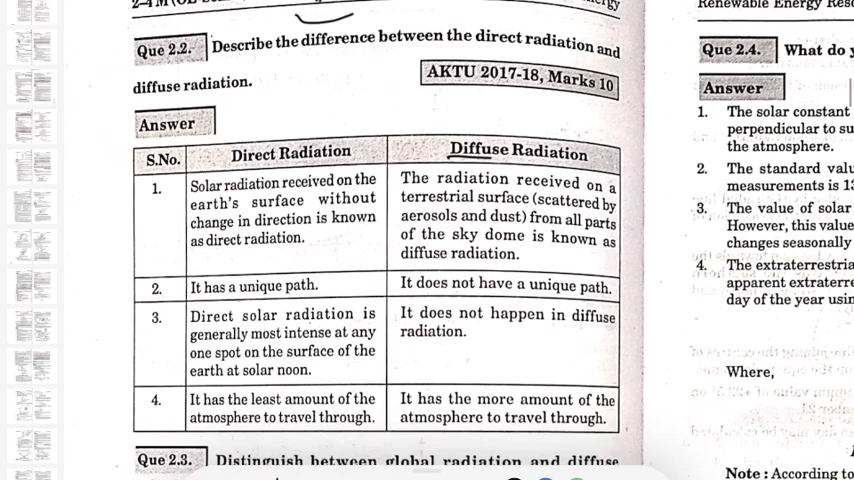 Renewable Energy
Que 2.2. Describe the difference between the direct radiation and
diffuse radiation. AKTU 2017-18, Marks 10
Answer
S.No. Direct Radiation Diffuse Radiation
1. Solar radiation received on the
earth's surface without
change in direction is known
as direct radiation.
The radiation received on a
terrestrial surface (scattered by
aerosols and dust) from all parts
of the sky dome is known as
diffuse radiation.
2. It has a unique path. It does not have a unique path.
3. Direct solar radiation is
generally most intense at any
one spot on the surface of the
earth at solar noon.
It does not happen in diffuse
radiation.
4. It has the least amount of the
atmosphere to travel through.
It has the more amount of the
atmosphere to travel through.
Que 2.3. Distinguish between global radiation and diffuse
Que 2.4. What do
Answer
1. The solar constant
perpendicular to su
the atmosphere.
2. The standard valu
measurements is
3. The value of solar
However, this value
changes seasonally
4. The extraterrestria
apparent extraterre
day of the year usin
Where,
Note : According to